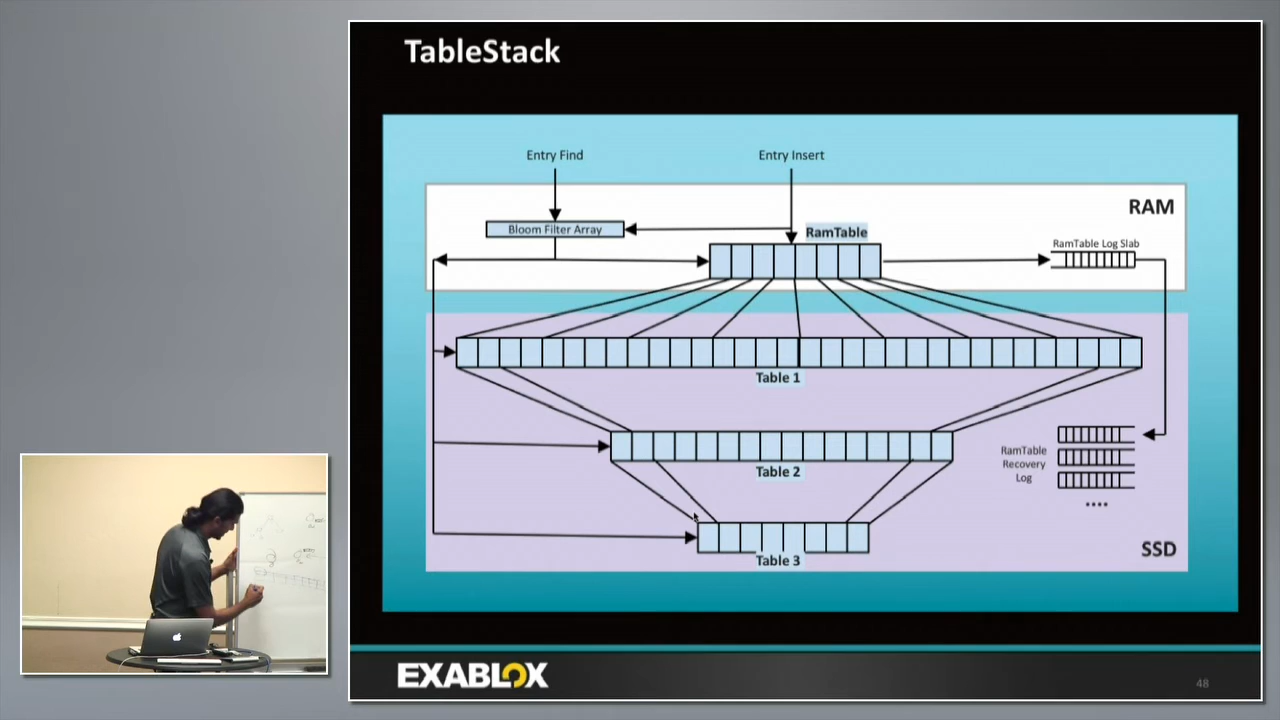 TableStack
Entry Find
Entry Insert
RAM
Bloom Filter Array
RamTable
RamTable Log Slab
Table 1
Table 2
RamTable
Recovery
Log
....
Table 3
SSD
EXABLOX
48